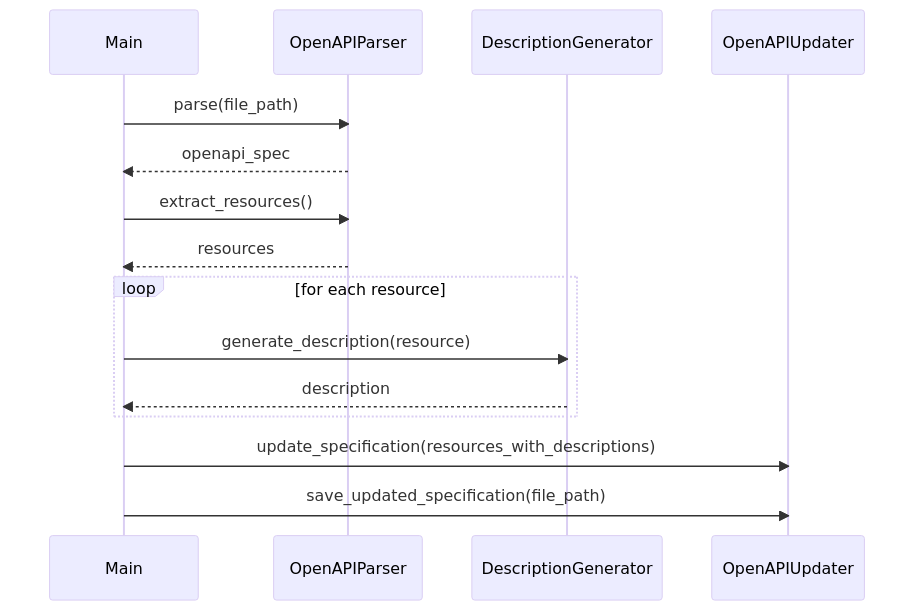 Main
OpenAPIParser
DescriptionGenerator
OpenAPIUpdater
parse(file_path)
openapi_spec
extract_resources()
resources
loop
[for each resource]
generate_description(resource)
description
update_specification(resources_with_descriptions)
save_updated_specification(file_path)
Main
OpenAPIParser
DescriptionGenerator
OpenAPIUpdater